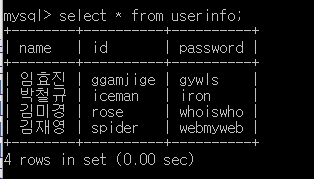 mysql> select * from userinfo;
+--------+----------+----------+
| name | id | password |
+--------+----------+----------+
| 임효진 | ggamjige | gywls |
| 박철규 | iceman | iron |
| 김미경 | rose | whoiswho |
| 김재영 | spider | webmyweb |
+--------+----------+----------+
4 rows in set (0.00 sec)